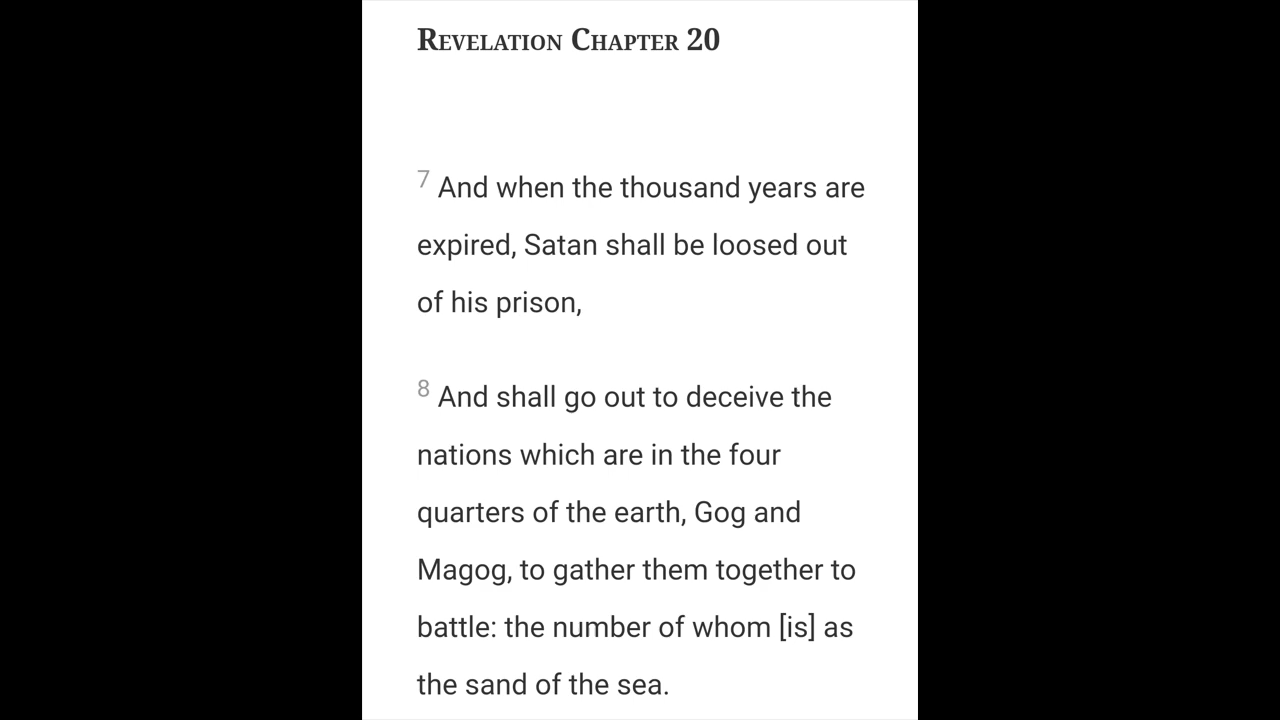 Revelation Chapter 20
7 And when the thousand years are
expired, Satan shall be loosed out
of his prison,
8 And shall go out to deceive the
nations which are in the four
quarters of the earth, Gog and
Magog, to gather them together to
battle: the number of whom [is] as
the sand of the sea.